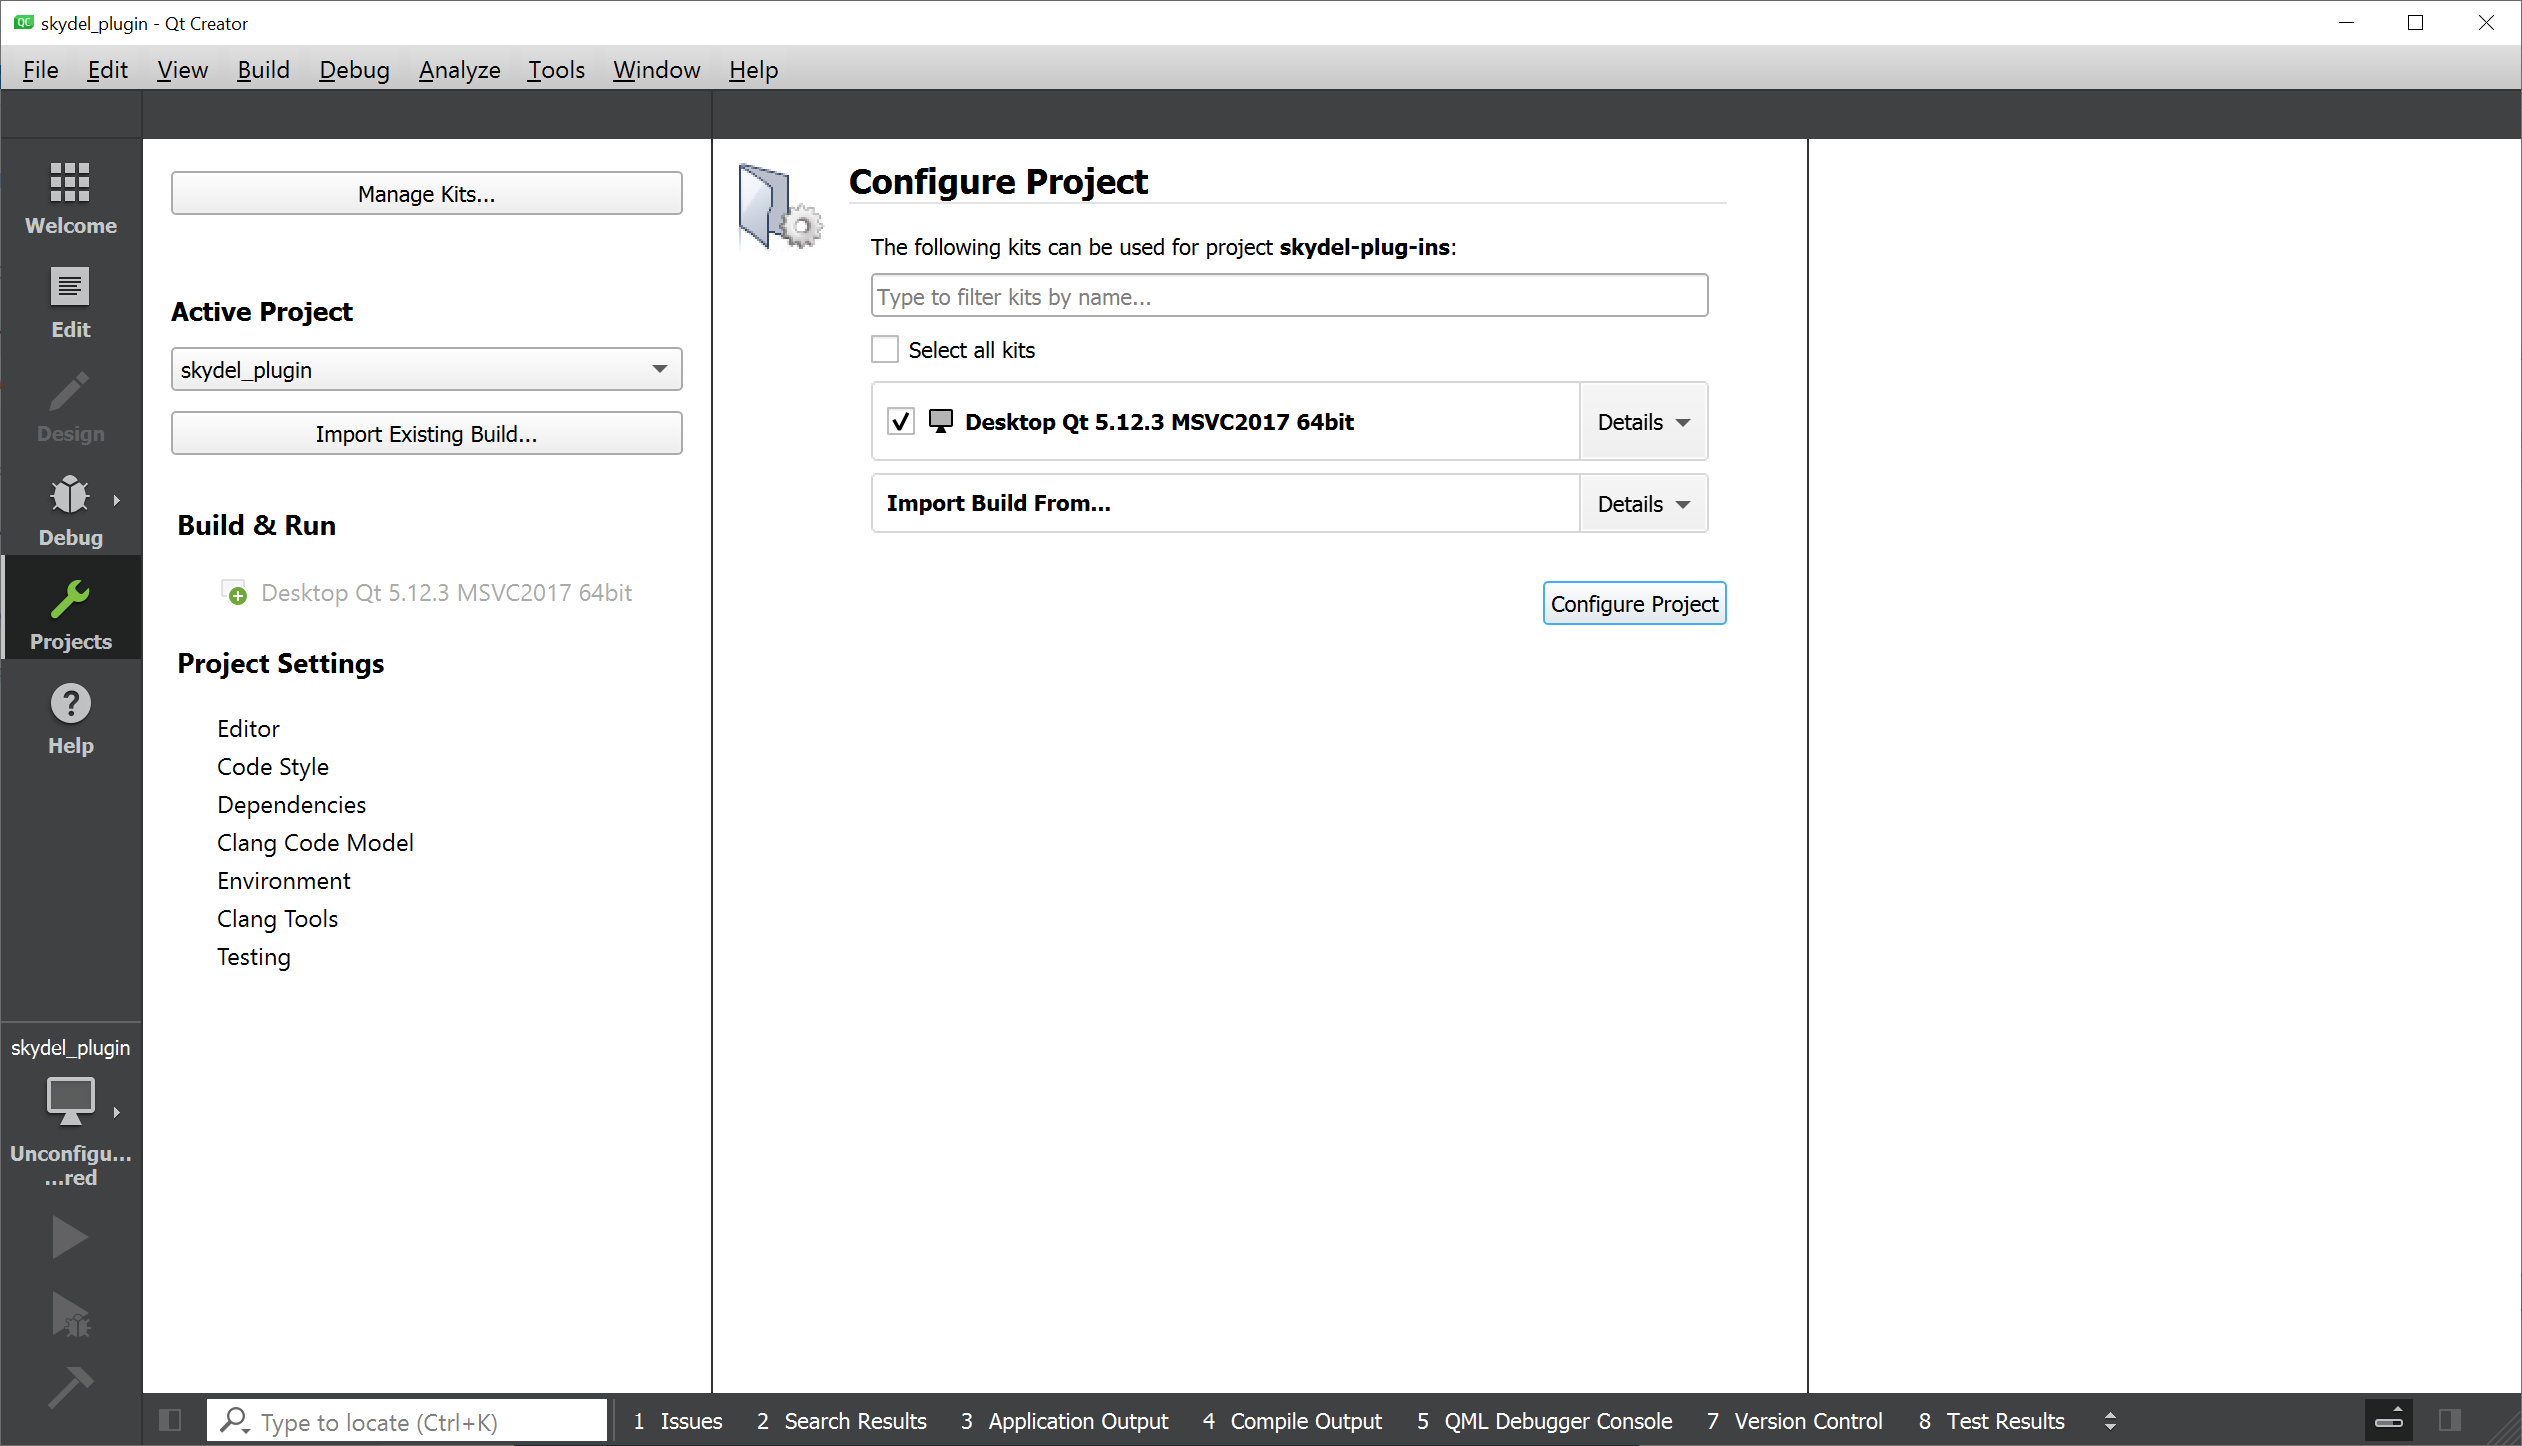 skydel_plugin - Qt Creator
File Edit View Build Debug Analyze Tools Window Help
Welcome
Edit
Design
Debug
Projects
Help
skydel_plugin
Unconfigu...
...red
Manage Kits...
Active Project
skydel_plugin
Import Existing Build...
Build & Run
Desktop Qt 5.12.3 MSVC2017 64bit
Project Settings
Editor
Code Style
Dependencies
Clang Code Model
Environment
Clang Tools
Testing
Configure Project
The following kits can be used for project skydel-plug-ins:
Type to filter kits by name...
Select all kits
Desktop Qt 5.12.3 MSVC2017 64bit Details
Import Build From... Details
Configure Project
Type to locate (Ctrl+K) 1 Issues 2 Search Results 3 Application Output 4 Compile Output 5 QML Debugger Console 7 Version Control 8 Test Results